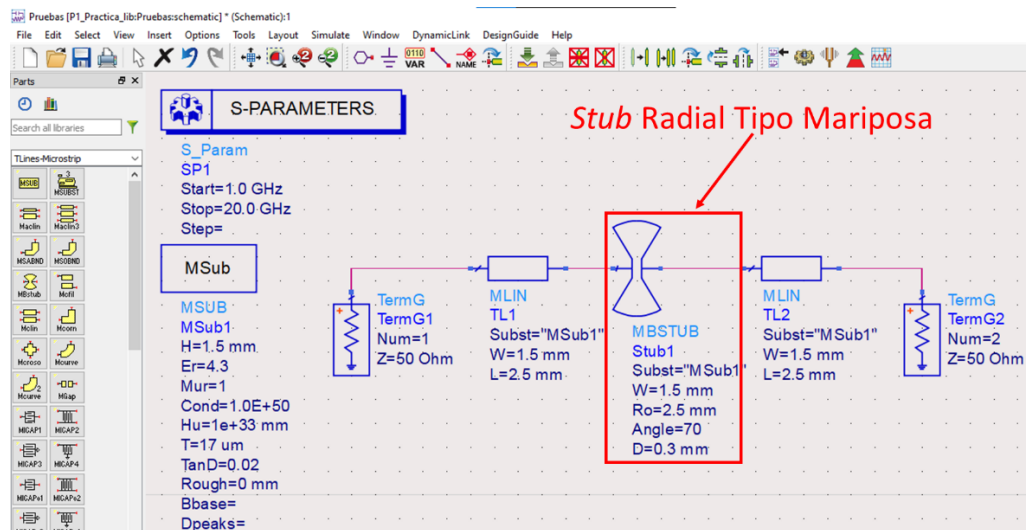 Pruebas [P1_Practica_lib:Pruebas:schematic] * (Schematic):1
File Edit Select View Insert Options Tools Layout Simulate Window DynamicLink DesignGuide Help
0110
VAR
NAME
Parts
Search all libraries
TLines-Microstrip
MSUB
3
MSUBST
Maclin
Maclin3
MSABND
MSOBND
MBstub
Mcfil
Mclin
Mcorn
Mcroso
Mcurve
Mcurve
MGap
MICAP1
MICAP2
MICAP3
MICAP4
S-PARAMETERS
S_Param
SP1
Start=1.0 GHz
Stop=20.0 GHz
Step=
MSub
MSUB
MSub1
H=1.5 mm
Er=4.3
Mur=1
Cond=1.0E+50
Hu=1e+33 mm
T=17 um
TanD=0.02
Rough=0 mm
Bbase=
Dpeaks=
Stub Radial Tipo Mariposa
TermG
TermG1
Num=1
Z=50 Ohm
MLIN
TL1
Subst="MSub1"
W=1.5 mm
L=2.5 mm
MBSTUB
Stub1
Subst="MSub1"
W=1.5 mm
Ro=2.5 mm
Angle=70
D=0.3 mm
MLIN
TL2
Subst="MSub1"
W=1.5 mm
L=2.5 mm
TermG
TermG2
Num=2
Z=50 Ohm